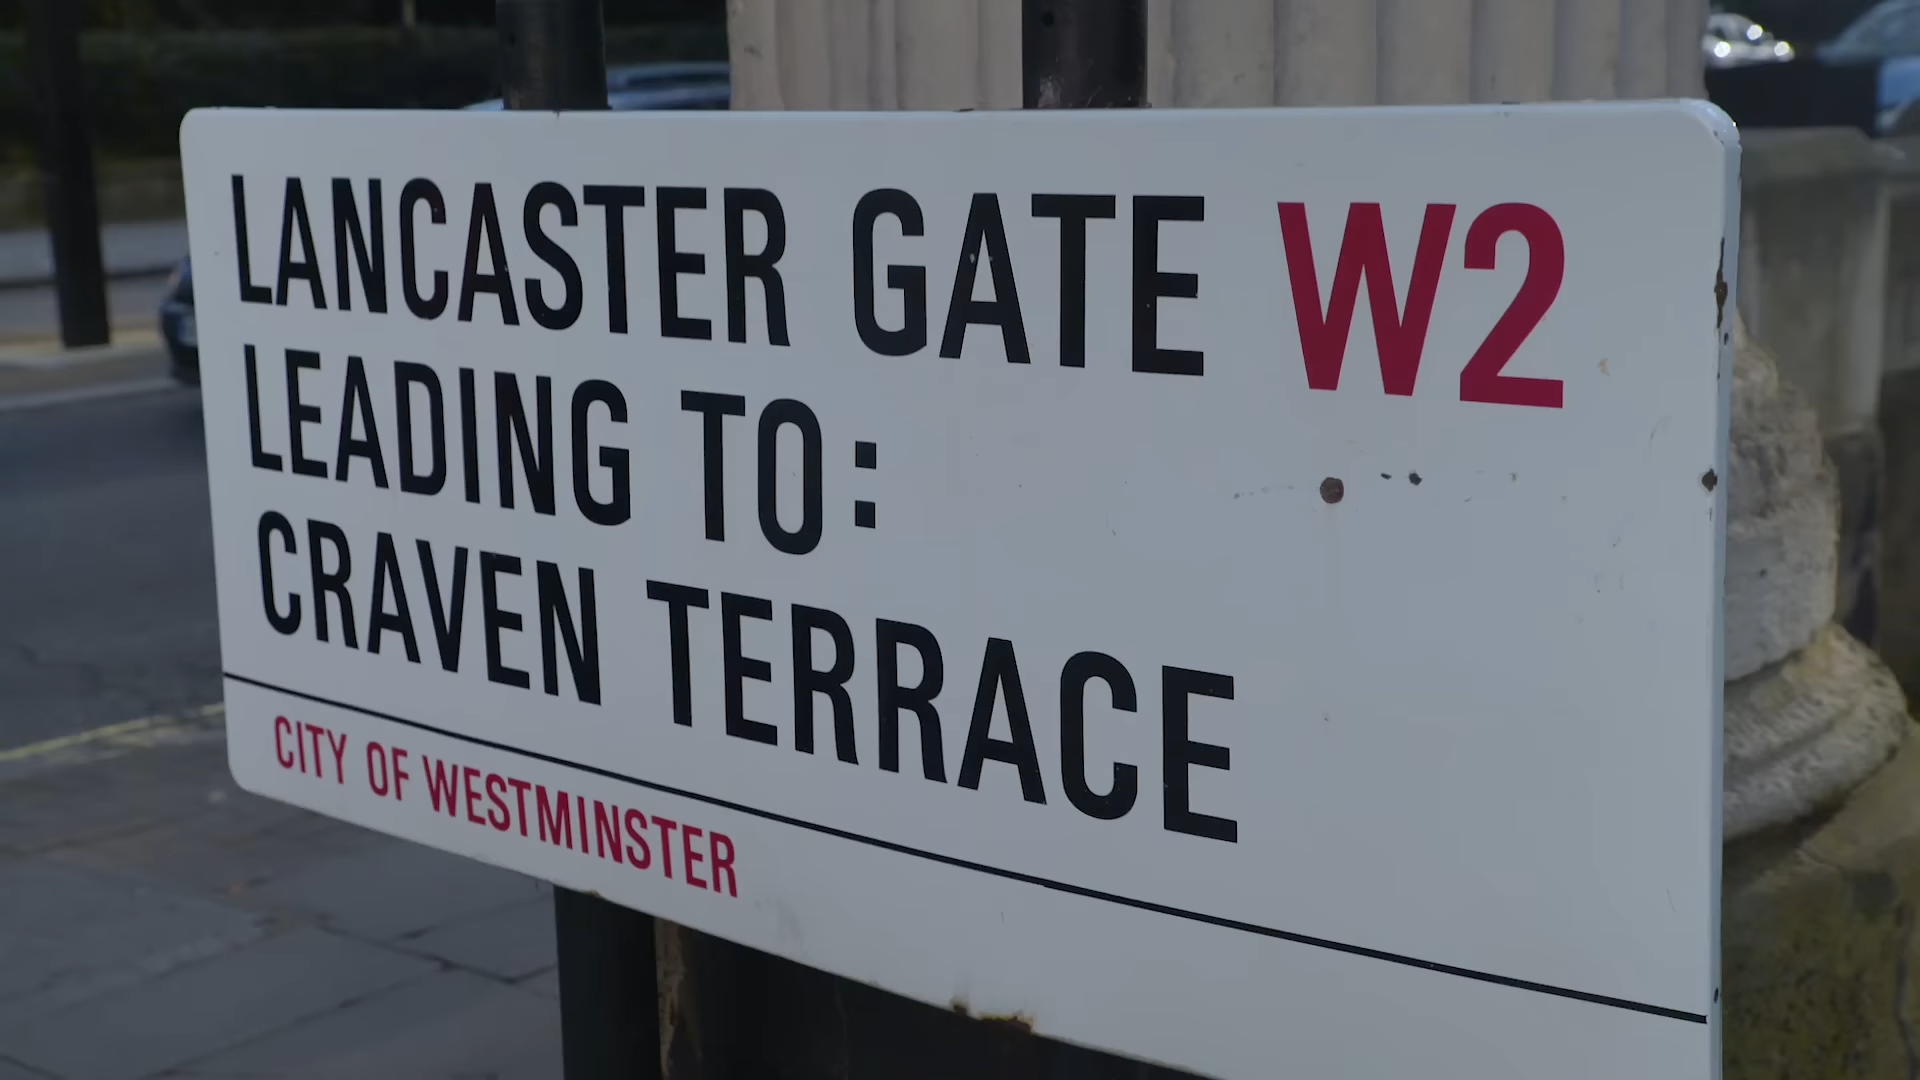 LANCASTER GATE W2
LEADING TO:
CRAVEN TERRACE
CITY OF WESTMINSTER